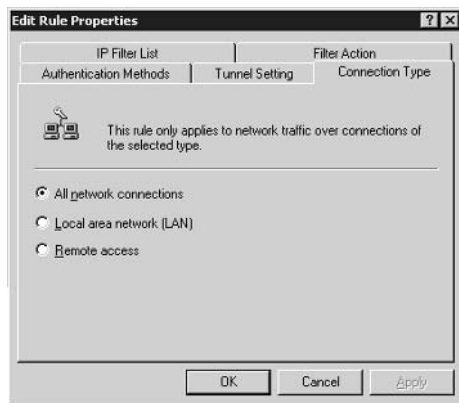 Edit Rule Properties
IP Filter List Filter Action
Authentication Methods Tunnel Setting Connection Type
This rule only applies to network traffic over connections of
the selected type.
All network connections
Local area network (LAN)
Remote access
OK Cancel Apply